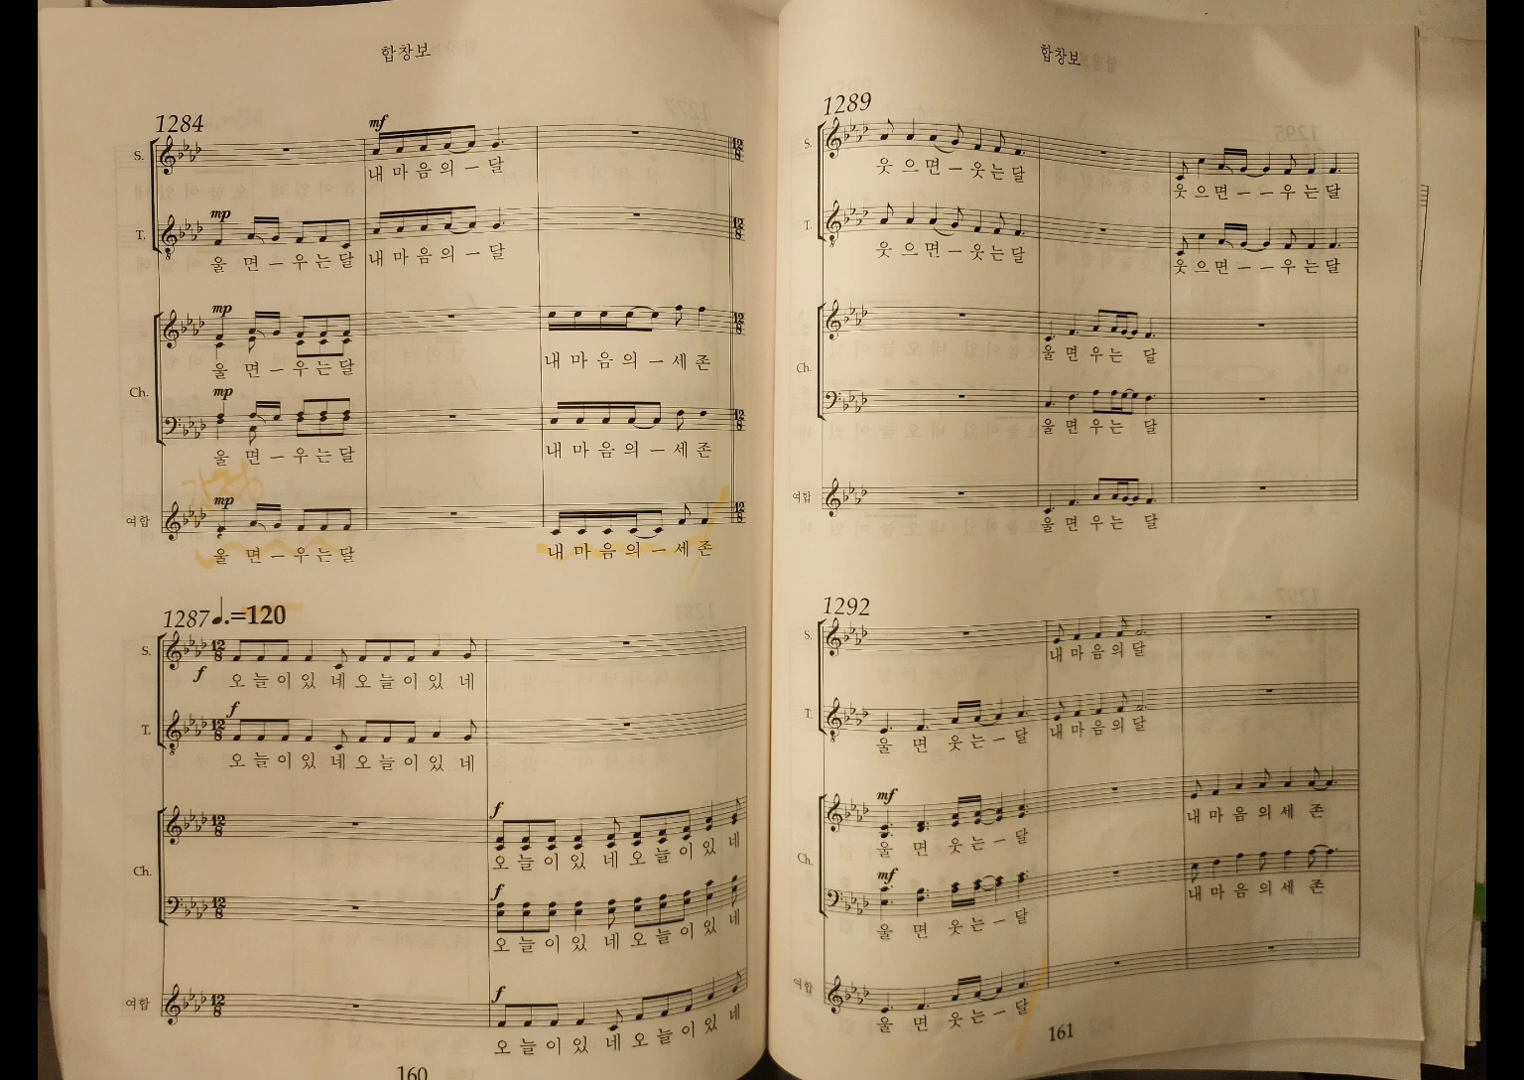 합창보
1284
mf
S.
내 마 음 의 – 달
mp
T.
울 면 – 우 는 달 내 마 음 의 – 달
mp
울 면 – 우 는 달 내 마 음 의 – 세 존
Ch.
mp
울 면 – 우 는 달 내 마 음 의 – 세 존
mp
여합
울 면 – 우 는 달 내 마 음 의 – 세 존
1287 ♩.=120
S.
f
오 늘 이 있 네 오 늘 이 있 네
f
T.
오 늘 이 있 네 오 늘 이 있 네
f
오 늘 이 있 네 오 늘 이 있 네
Ch.
f
오 늘 이 있 네 오 늘 이 있 네
f
여합
오 늘 이 있 네 오 늘 이 있 네
160
합창보
1289
S.
웃 으 면 – 웃 는 달 웃 으 면 – – 우 는 달
T.
웃 으 면 – 웃 는 달 웃 으 면 – – 우 는 달
울 면 우 는 달
Ch.
울 면 우 는 달
여합
울 면 우 는 달
1292
S.
내 마 음 의 달
T.
울 면 웃 는 – 달 내 마 음 의 달
mf
울 면 웃 는 – 달 내 마 음 의 세 존
Ch.
mf
울 면 웃 는 – 달 내 마 음 의 세 존
여합
울 면 웃 는 – 달
161